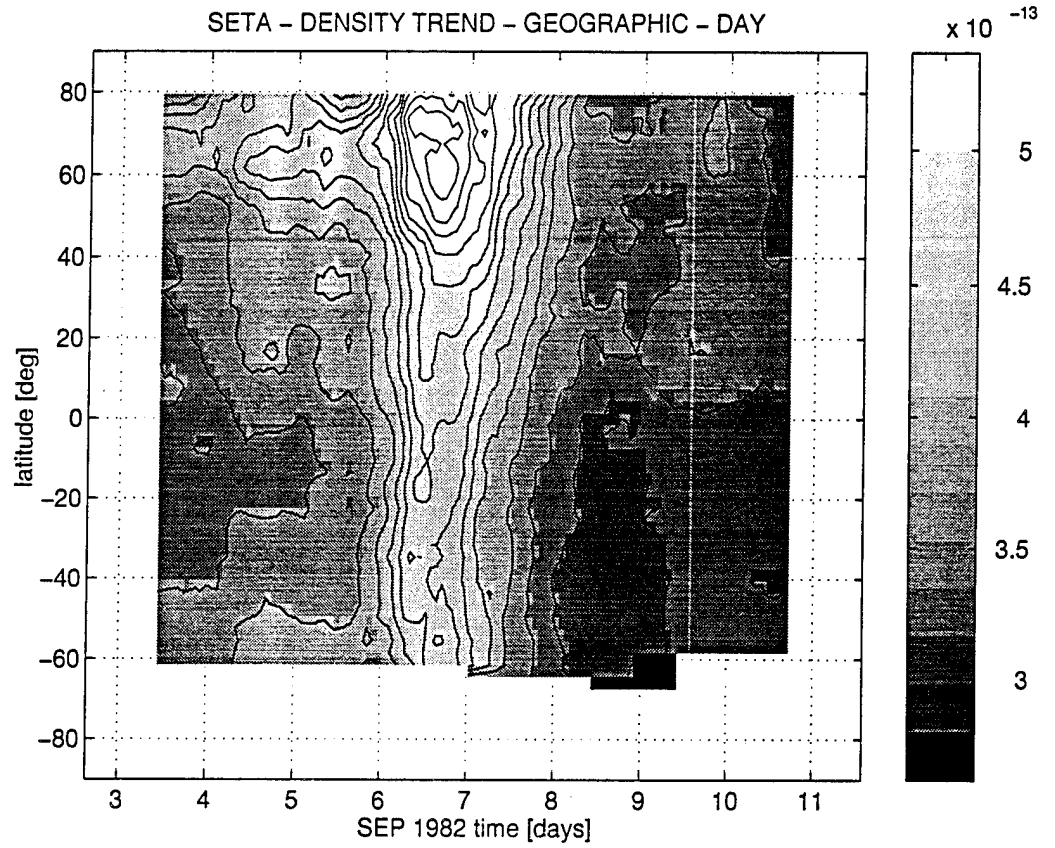 SETA – DENSITY TREND – GEOGRAPHIC – DAY
x 10 -13
80
60
40
20
0
−20
−40
−60
−80
latitude [deg]
3 4 5 6 7 8 9 10 11
SEP 1982 time [days]
5
4.5
4
3.5
3